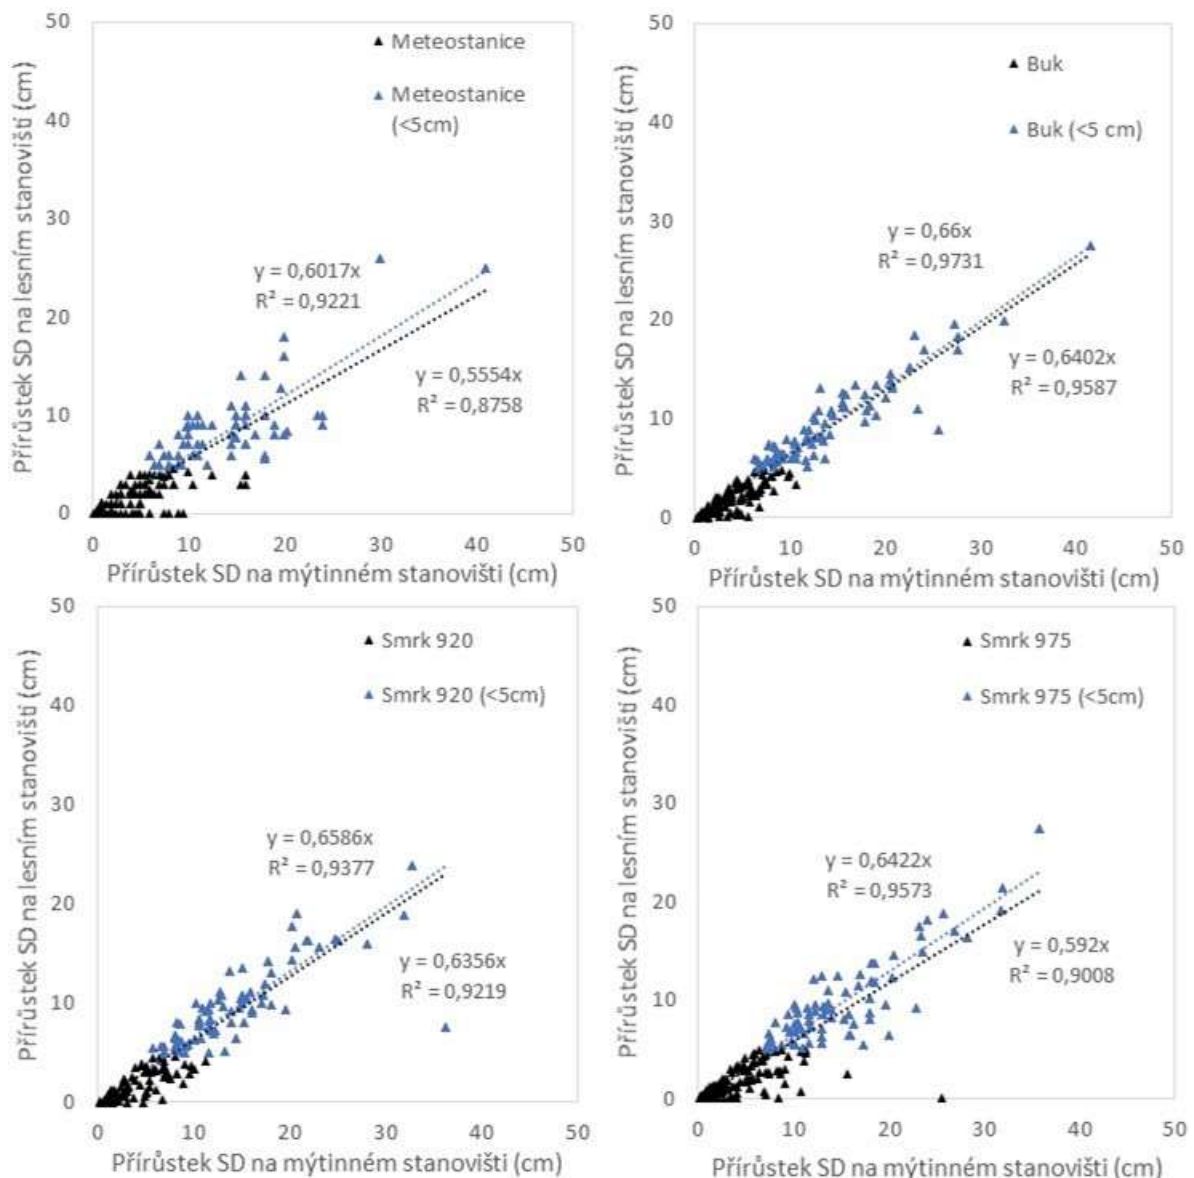 Přírůstek SD na lesním stanovišti (cm)
50
40
30
20
10
0
Meteostanice
Meteostanice
(<5cm)
y = 0,6017x
R² = 0,9221
y = 0,5554x
R² = 0,8758
0 10 20 30 40 50
Přírůstek SD na mýtinném stanovišti (cm)
Přírůstek SD na lesním stanovišti (cm)
50
40
30
20
10
0
Buk
Buk (<5 cm)
y = 0,66x
R² = 0,9731
y = 0,6402x
R² = 0,9587
0 10 20 30 40 50
Přírůstek SD na mýtinném stanovišti (cm)
Přírůstek SD na lesním stanovišti (cm)
50
40
30
20
10
0
Smrk 920
Smrk 920 (<5cm)
y = 0,6586x
R² = 0,9377
y = 0,6356x
R² = 0,9219
0 10 20 30 40 50
Přírůstek SD na mýtinném stanovišti (cm)
Přírůstek SD na lesním stanovišti (cm)
50
40
30
20
10
0
Smrk 975
Smrk 975 (<5cm)
y = 0,6422x
R² = 0,9573
y = 0,592x
R² = 0,9008
0 10 20 30 40 50
Přírůstek SD na mýtinném stanovišti (cm)